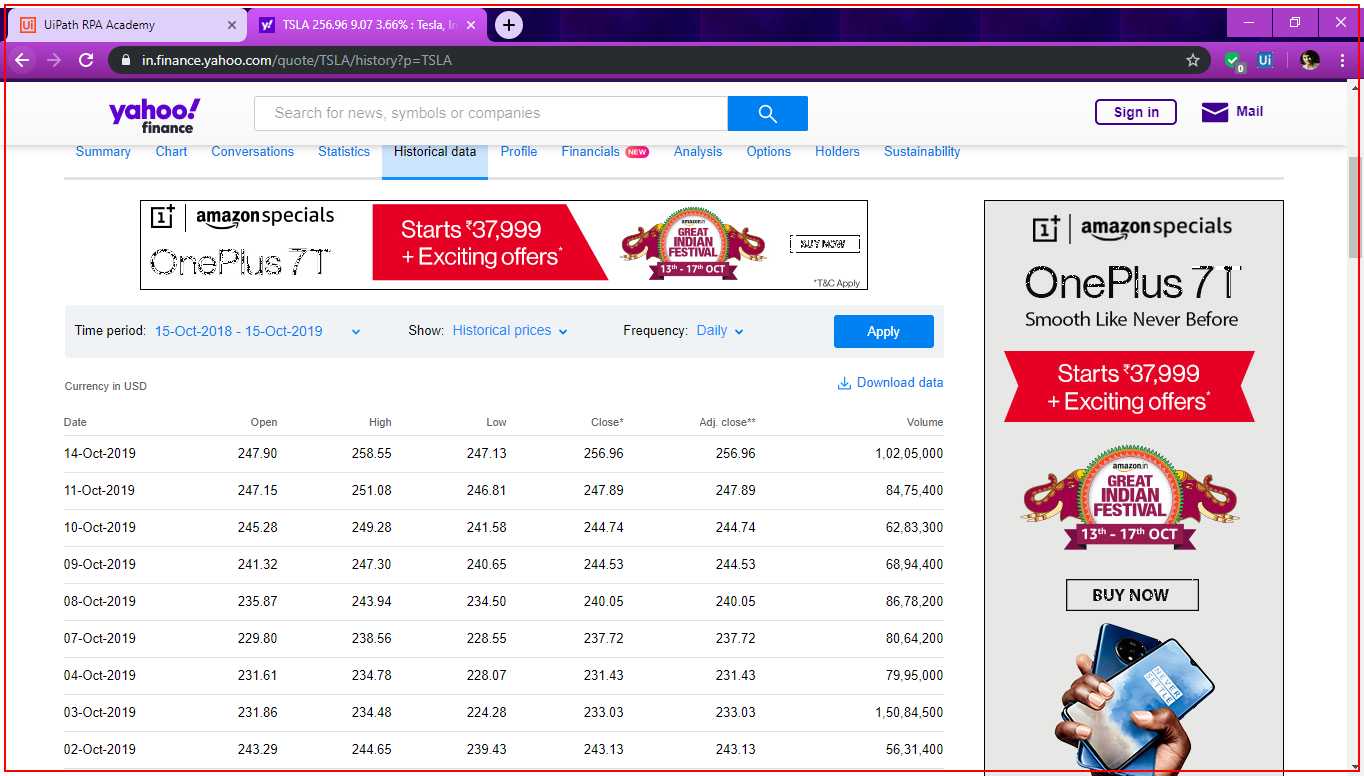 UiPath RPA Academy
TSLA 256.96 9.07 3.66% : Tesla, In
in.finance.yahoo.com/quote/TSLA/history?p=TSLA
0 Ui
yahoo!
finance
Search for news, symbols or companies
Sign in Mail
Summary Chart Conversations Statistics Historical data Profile Financials NEW Analysis Options Holders Sustainability
1+ amazon specials
OnePlus 7T
Starts ₹37,999
+ Exciting offers*
amazon.in
GREAT
INDIAN
FESTIVAL
13th - 17th OCT
BUY NOW
*T&C Apply
Time period: 15-Oct-2018 - 15-Oct-2019 Show: Historical prices Frequency: Daily Apply
Currency in USD Download data
Date Open High Low Close* Adj. close** Volume
14-Oct-2019 247.90 258.55 247.13 256.96 256.96 1,02,05,000
11-Oct-2019 247.15 251.08 246.81 247.89 247.89 84,75,400
10-Oct-2019 245.28 249.28 241.58 244.74 244.74 62,83,300
09-Oct-2019 241.32 247.30 240.65 244.53 244.53 68,94,400
08-Oct-2019 235.87 243.94 234.50 240.05 240.05 86,78,200
07-Oct-2019 229.80 238.56 228.55 237.72 237.72 80,64,200
04-Oct-2019 231.61 234.78 228.07 231.43 231.43 79,95,000
03-Oct-2019 231.86 234.48 224.28 233.03 233.03 1,50,84,500
02-Oct-2019 243.29 244.65 239.43 243.13 243.13 56,31,400
1+ amazon specials
OnePlus 7T
Smooth Like Never Before
Starts ₹37,999
+ Exciting offers*
amazon.in
GREAT
INDIAN
FESTIVAL
13th - 17th OCT
BUY NOW
NEVER
SETTLE